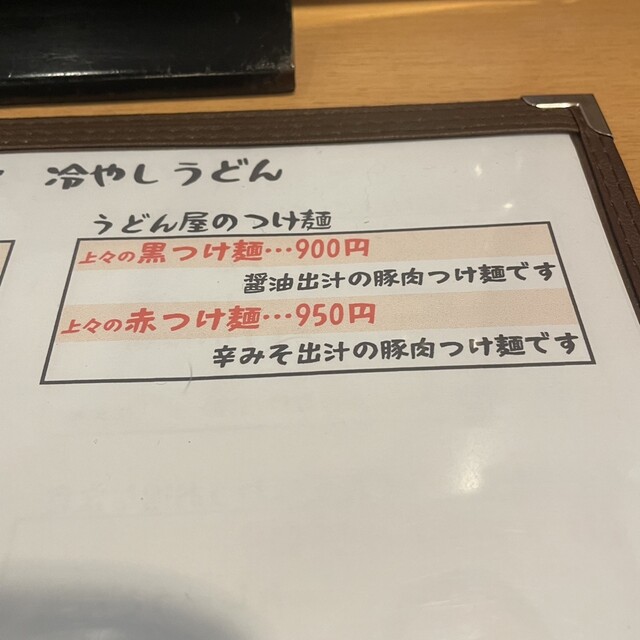 冷やしうどん
うどん屋のつけ麺
上々の黒つけ麺…900円
醤油出汁の豚肉つけ麺です
上々の赤つけ麺…950円
辛みそ出汁の豚肉つけ麺です